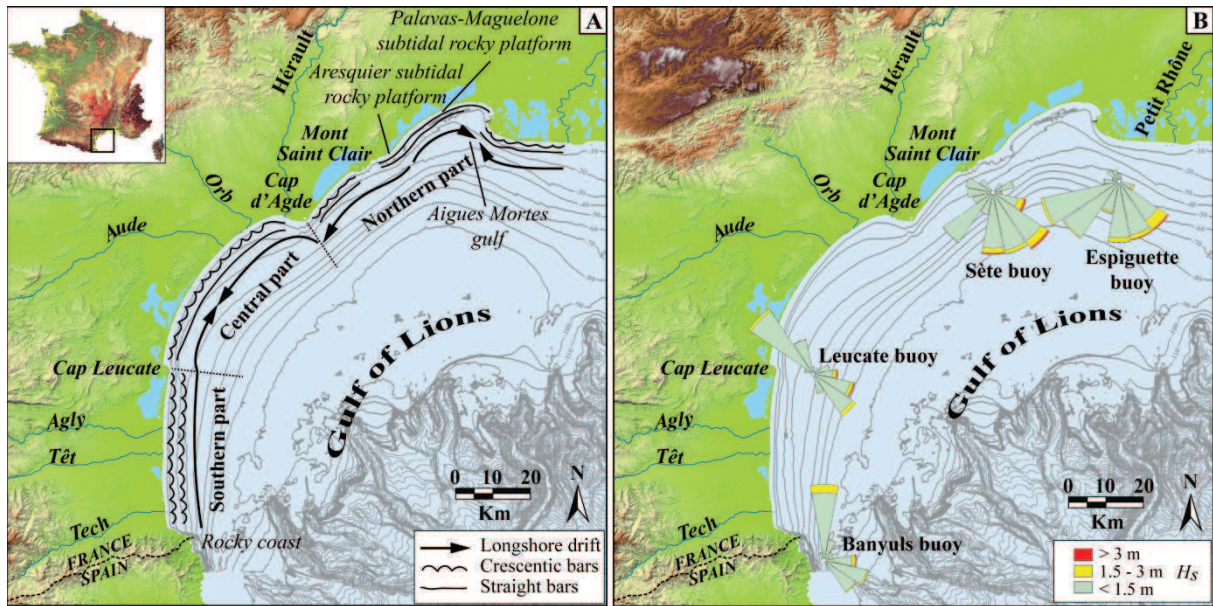 A
Palavas-Maguelone
subtidal rocky platform
Hérault
Aresquier subtidal
rocky platform
Mont
Saint Clair
Cap
d'Agde
Orb
Northern part
Aigues Mortes
gulf
Aude
Central part
Cap Leucate
Gulf of Lions
Agly
Têt
Southern part
0 10 20
Km
N
Tech
Rocky coast
FRANCE
SPAIN
Longshore drift
Crescentic bars
Straight bars
B
Hérault
Petit Rhône
Mont
Saint Clair
Cap
d'Agde
Orb
Aude
Sète buoy
Espiguette
buoy
Leucate buoy
Cap Leucate
Gulf of Lions
Agly
Têt
0 10 20
Km
N
Tech
Banyuls buoy
FRANCE
SPAIN
> 3 m
1.5 - 3 m Hs
< 1.5 m